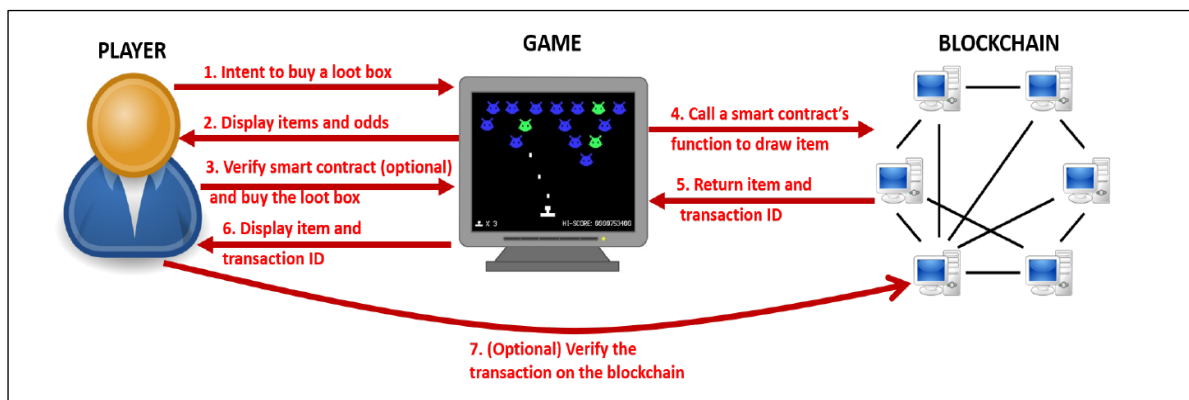 PLAYER
GAME
BLOCKCHAIN
1. Intent to buy a loot box
2. Display items and odds
3. Verify smart contract (optional)
and buy the loot box
4. Call a smart contract's
function to draw item
5. Return item and
transaction ID
6. Display item and
transaction ID
X 3
HI-SCORE: 0000753400
7. (Optional) Verify the
transaction on the blockchain